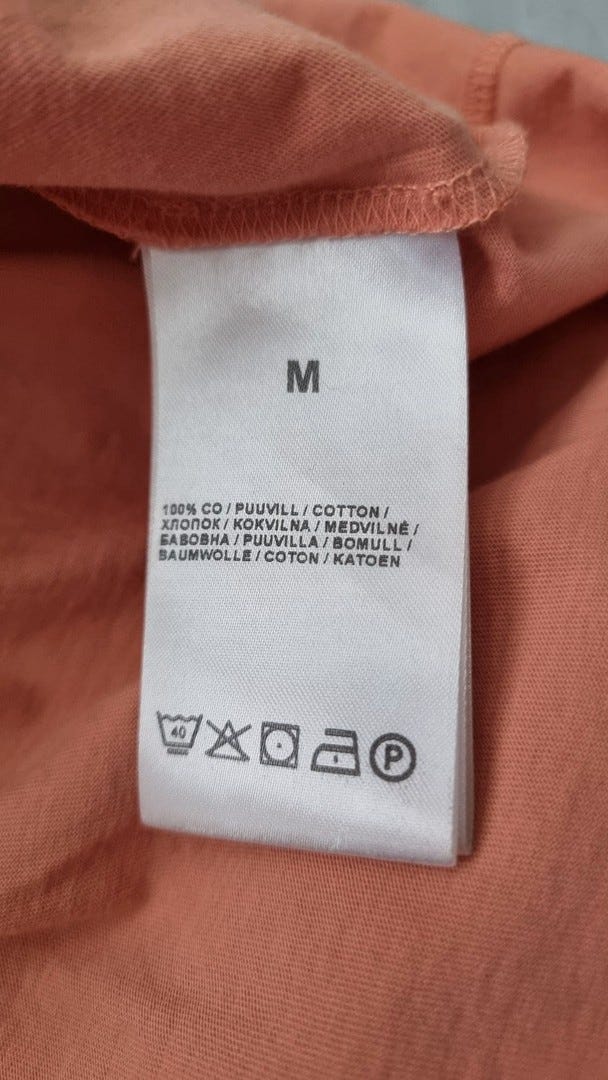 M
100% CO / PUUVILL / COTTON /
ХЛОПОК / KOKVILNA / MEDVILNĖ /
БАВОВНА / PUUVILLA / BOMULL /
BAUMWOLLE / COTON / KATOEN
40 P